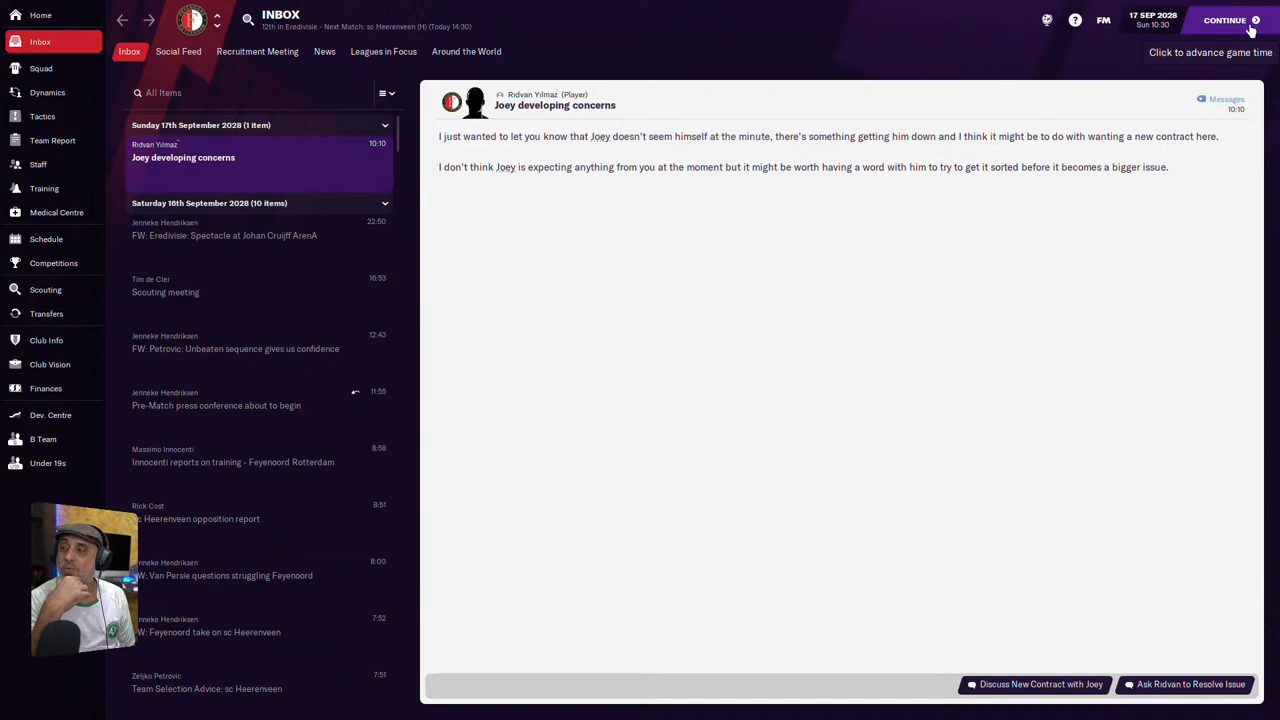 Home
Inbox
Squad
Dynamics
Tactics
Team Report
Staff
Training
Medical Centre
Schedule
Competitions
Scouting
Transfers
Club Info
Club Vision
Finances
Dev. Centre
B Team
Under 19s
INBOX
12th in Eredivisie - Next Match: sc Heerenveen (H) (Today 14:30)
FM
17 SEP 2028
Sun 10:30
CONTINUE
Click to advance game time
Inbox
Social Feed
Recruitment Meeting
News
Leagues in Focus
Around the World
All Items
Sunday 17th September 2028 (1 item)
Rıdvan Yılmaz 10:10
Joey developing concerns
Saturday 16th September 2028 (10 items)
Jenneke Hendriksen 22:50
FW: Eredivisie: Spectacle at Johan Cruijff ArenA
Tim de Cler 16:53
Scouting meeting
Jenneke Hendriksen 12:43
FW: Petrovic: Unbeaten sequence gives us confidence
Jenneke Hendriksen 11:55
Pre-Match press conference about to begin
Massimo Innocenti 8:58
Innocenti reports on training - Feyenoord Rotterdam
Rick Cost 8:51
sc Heerenveen opposition report
Jenneke Hendriksen 8:00
FW: Van Persie questions struggling Feyenoord
Jenneke Hendriksen 7:52
FW: Feyenoord take on sc Heerenveen
Zeljko Petrovic 7:51
Team Selection Advice: sc Heerenveen
Rıdvan Yılmaz (Player)
Joey developing concerns
Messages
10:10
I just wanted to let you know that Joey doesn't seem himself at the minute, there's something getting him down and I think it might be to do with wanting a new contract here.
I don't think Joey is expecting anything from you at the moment but it might be worth having a word with him to try to get it sorted before it becomes a bigger issue.
Discuss New Contract with Joey
Ask Rıdvan to Resolve Issue